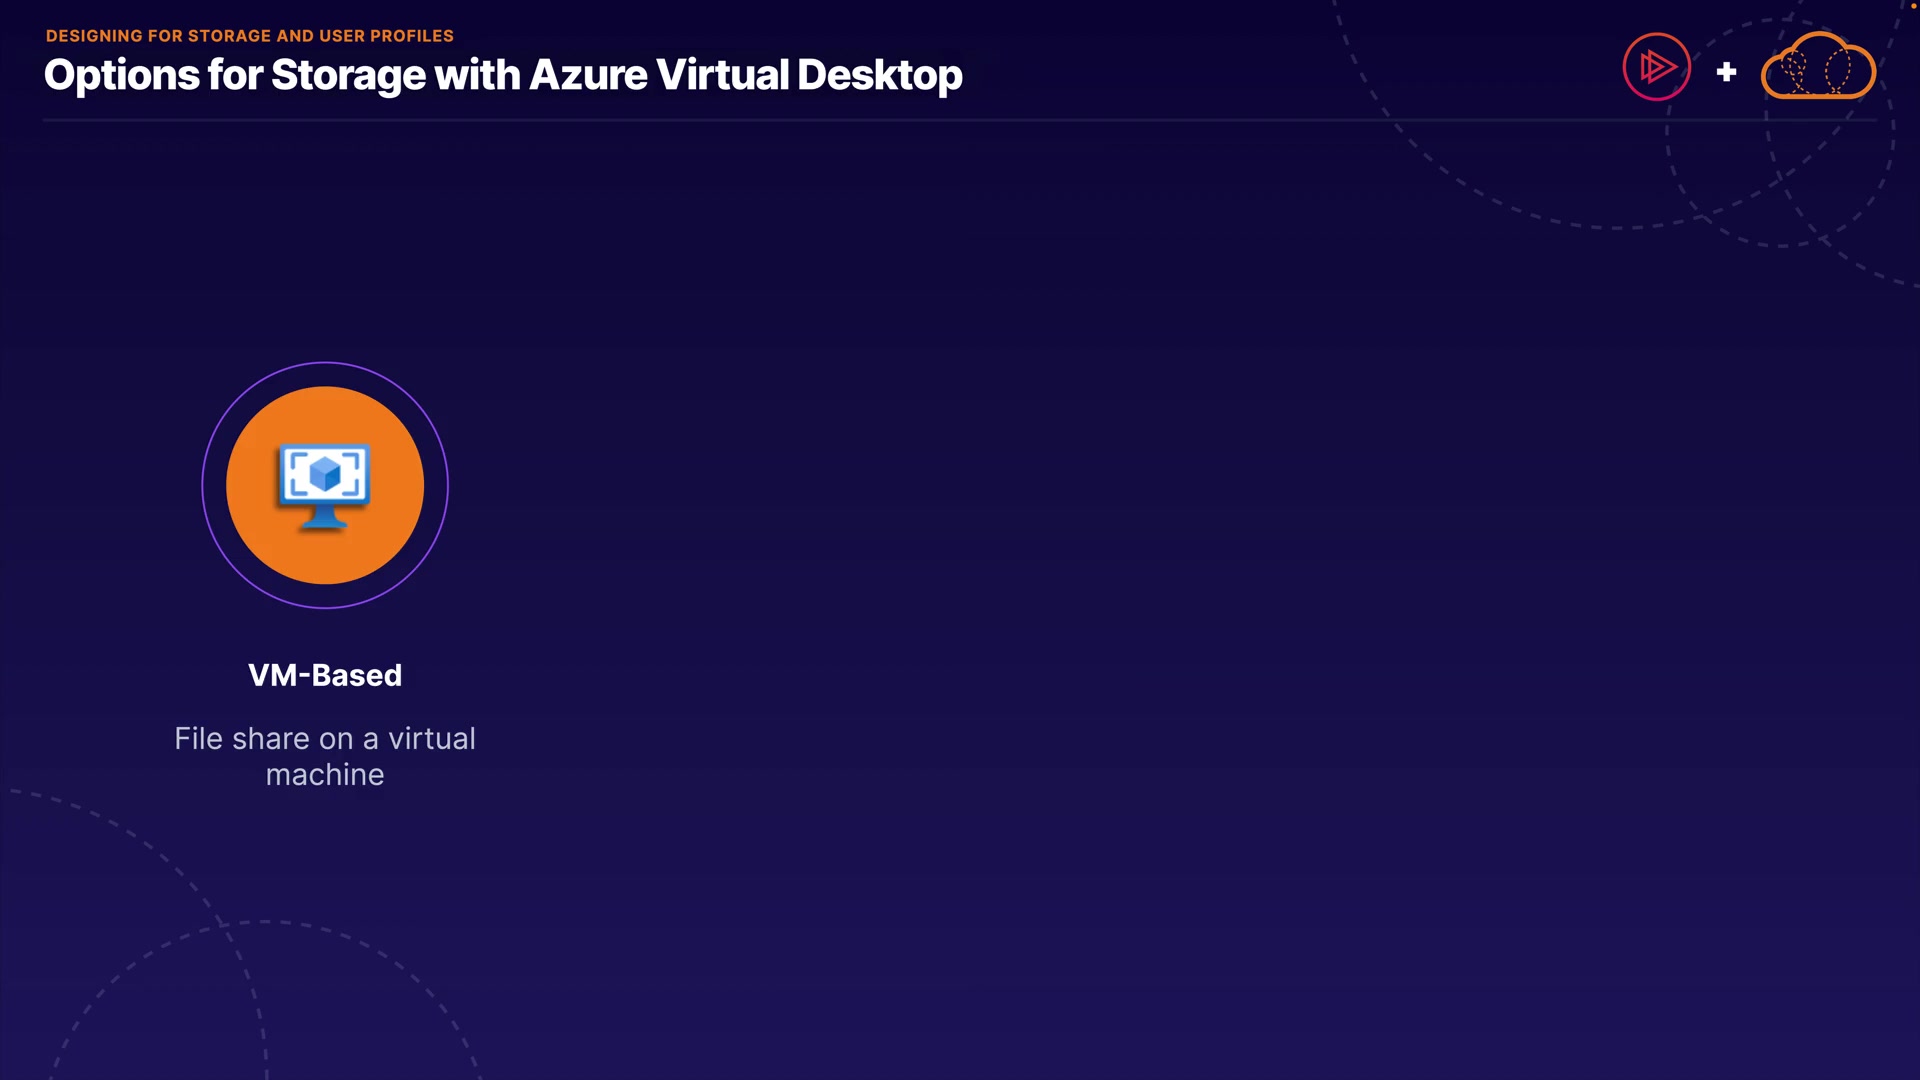 DESIGNING FOR STORAGE AND USER PROFILES
Options for Storage with Azure Virtual Desktop
VM-Based
File share on a virtual
machine